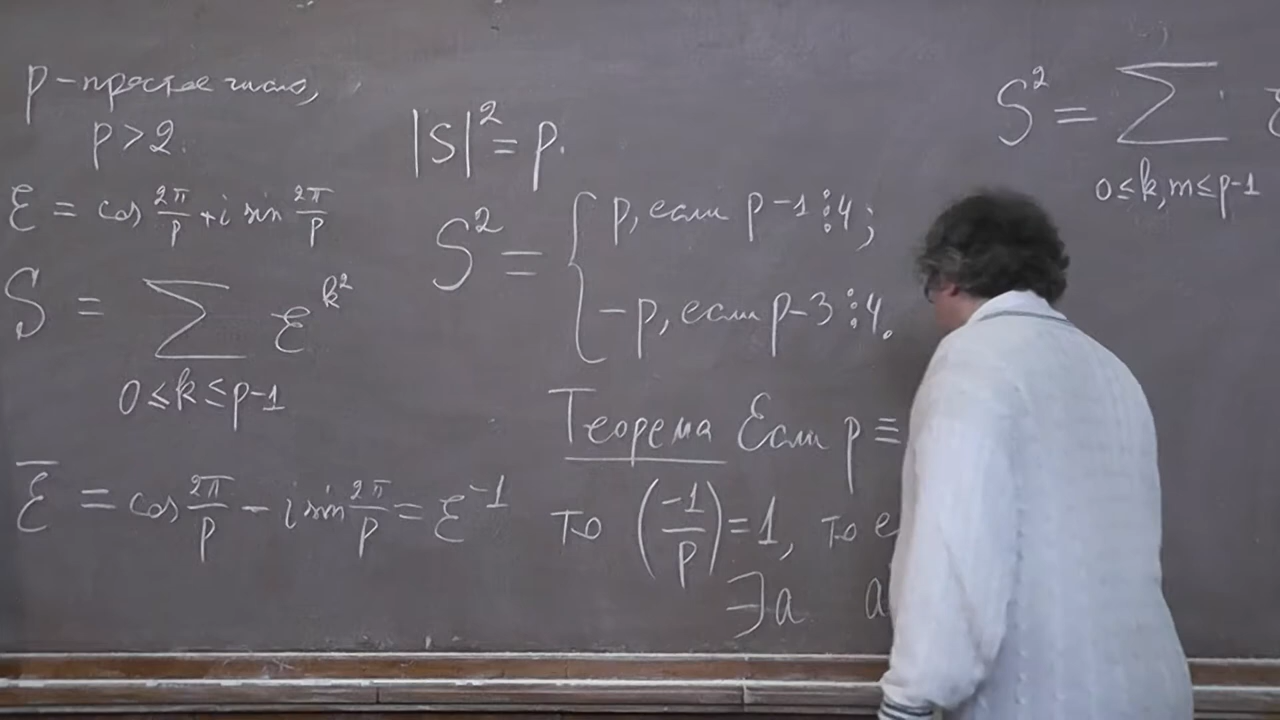 p - простое число,
p > 2.
ε = cos 2π/p + i sin 2π/p
S = ∑ ε^k²
0 ≤ k ≤ p-1
ε̅ = cos 2π/p - i sin 2π/p = ε^-1
|S|² = p.
S² = { p, если p - 1 ⋮ 4;
-p, если p - 3 ⋮ 4.
Теорема Если p ≡
то (-1/p) = 1, то е
∃a a
S² = ∑ ε
0 ≤ k, m ≤ p-1